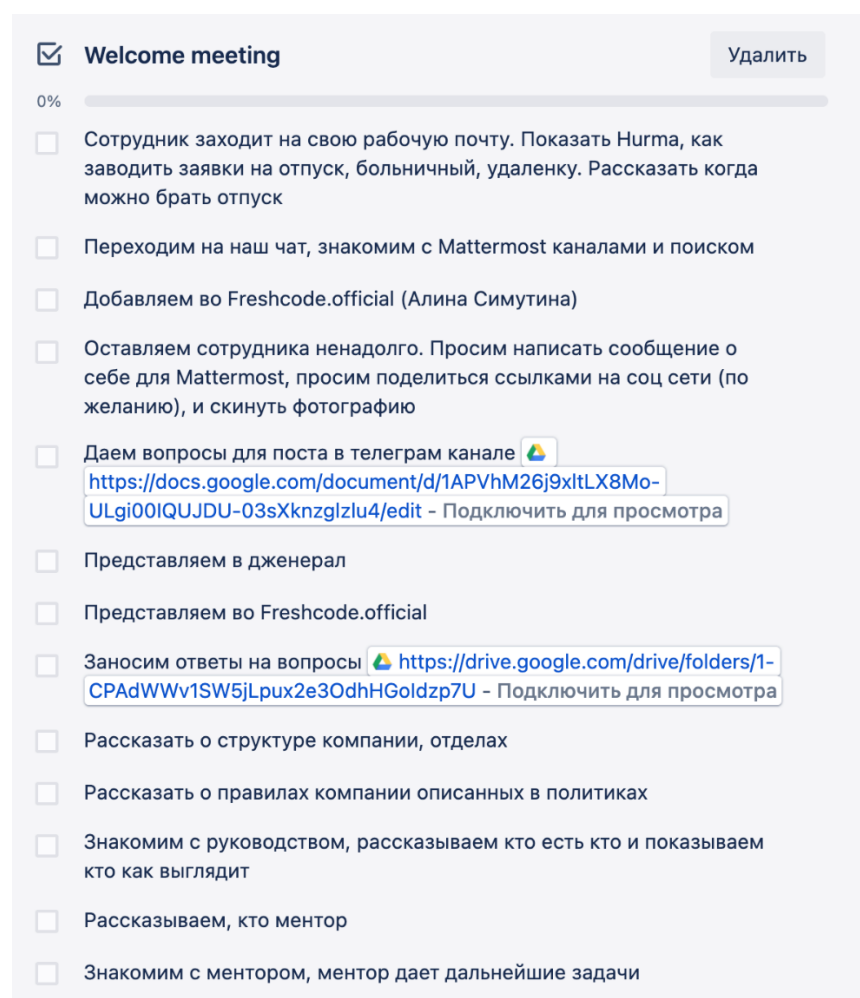 Welcome meeting
Удалить
0%
Сотрудник заходит на свою рабочую почту. Показать Hurma, как
заводить заявки на отпуск, больничный, удаленку. Рассказать когда
можно брать отпуск
Переходим на наш чат, знакомим с Mattermost каналами и поиском
Добавляем во Freshcode.official (Алина Симутина)
Оставляем сотрудника ненадолго. Просим написать сообщение о
себе для Mattermost, просим поделиться ссылками на соц сети (по
желанию), и скинуть фотографию
Даем вопросы для поста в телеграм канале
https://docs.google.com/document/d/1APVhM26j9xltLX8Mo-
ULgi00lQUJDU-03sXknzglzlu4/edit - Подключить для просмотра
Представляем в дженерал
Представляем во Freshcode.official
Заносим ответы на вопросы https://drive.google.com/drive/folders/1-
CPAdWWv1SW5jLpux2e3OdhHGoldzp7U - Подключить для просмотра
Рассказать о структуре компании, отделах
Рассказать о правилах компании описанных в политиках
Знакомим с руководством, рассказываем кто есть кто и показываем
кто как выглядит
Рассказываем, кто ментор
Знакомим с ментором, ментор дает дальнейшие задачи